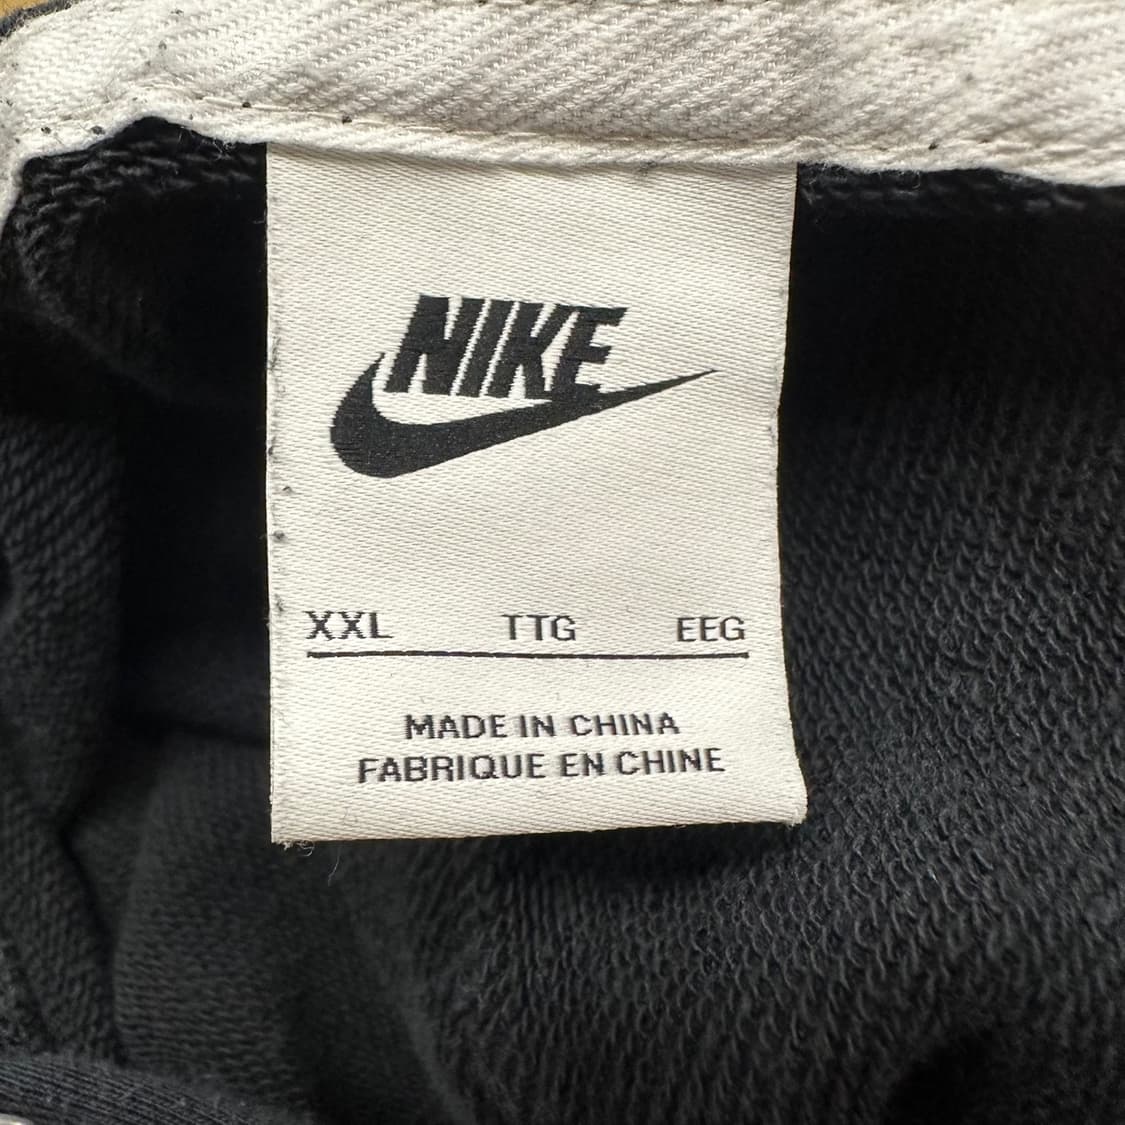 NIKE
XXL TTG EEG
MADE IN CHINA
FABRIQUE EN CHINE